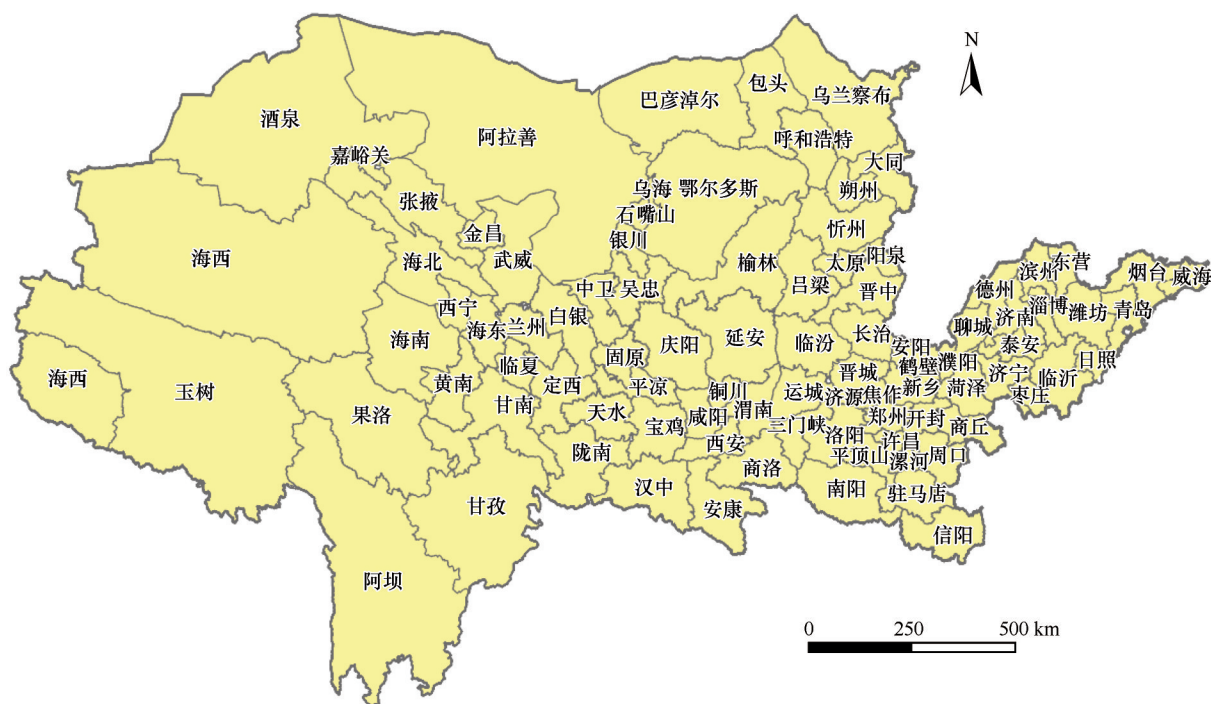 N
酒泉
嘉峪关
张掖
阿拉善
金昌
武威
巴彦淖尔
包头
乌兰察布
呼和浩特
大同
朔州
乌海
鄂尔多斯
石嘴山
银川
忻州
海西
海北
西宁
海东
兰州
白银
中卫
吴忠
榆林
吕梁
太原
阳泉
晋中
海南
临夏
定西
固原
庆阳
延安
临汾
长治
黄南
甘南
平凉
天水
宝鸡
咸阳
铜川
渭南
西安
运城
晋城
济源
焦作
三门峡
海西
玉树
果洛
陇南
汉中
安康
商洛
甘孜
阿坝
安阳
鹤壁
新乡
濮阳
郑州
开封
洛阳
许昌
平顶山
漯河
周口
商丘
菏泽
南阳
驻马店
信阳
德州
滨州
东营
烟台
威海
聊城
济南
淄博
潍坊
青岛
泰安
济宁
临沂
日照
枣庄
0 250 500 km